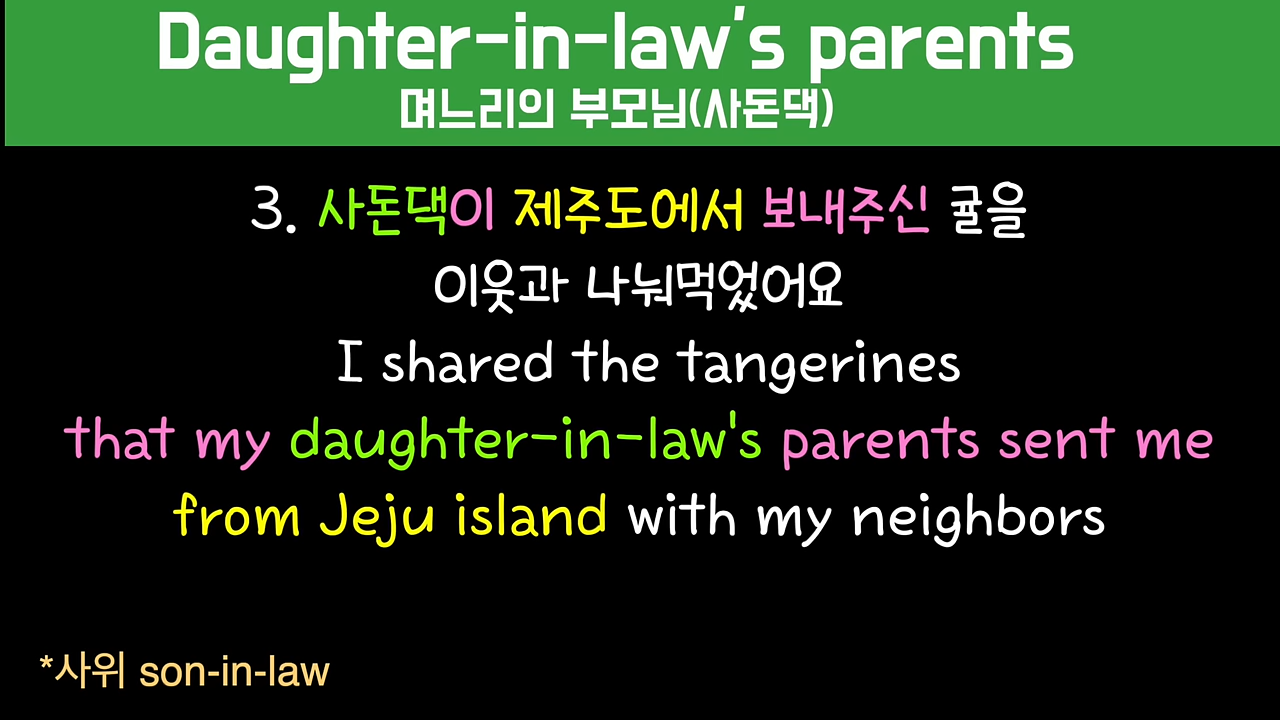 Daughter-in-law's parents
며느리의 부모님(사돈댁)
3. 사돈댁이 제주도에서 보내주신 귤을
이웃과 나눠먹었어요
I shared the tangerines
that my daughter-in-law's parents sent me
from Jeju island with my neighbors
*사위 son-in-law